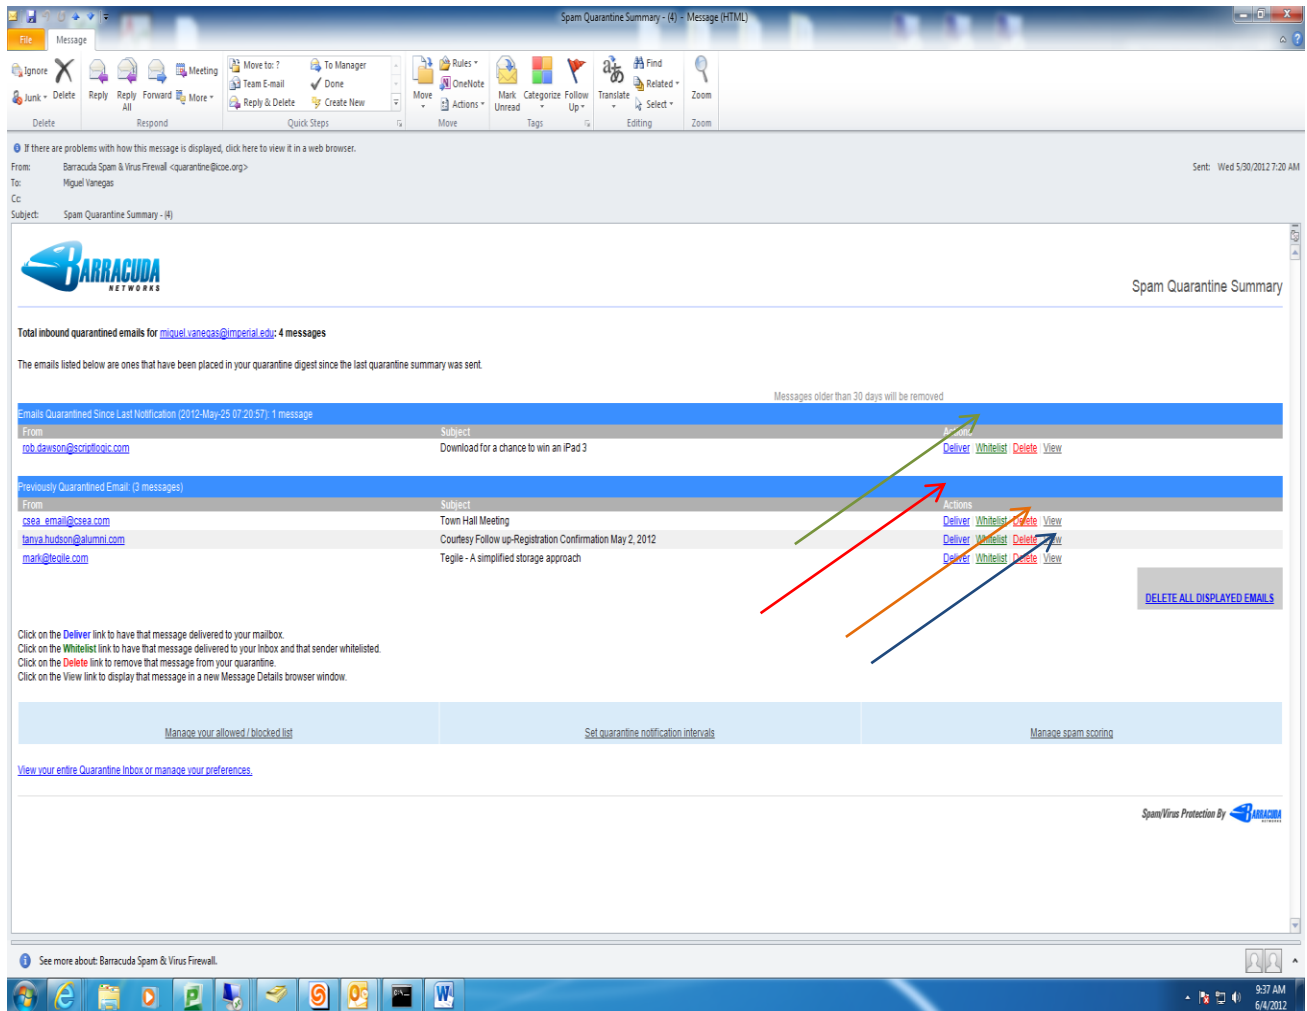 Spam Quarantine Summary - (4) - Message (HTML)
File Message
Ignore
Junk
Delete
Reply
Reply All
Forward
Meeting
More
Move to: ?
Team E-mail
Reply & Delete
To Manager
Done
Create New
Move
Rules
OneNote
Actions
Mark Unread
Categorize
Follow Up
Translate
Find
Related
Select
Zoom
Delete Respond Quick Steps Move Tags Editing Zoom
If there are problems with how this message is displayed, click here to view it in a web browser.
From: Barracuda Spam & Virus Firewall <quarantine@icoe.org>
Sent: Wed 5/30/2012 7:20 AM
To: Miguel Vanegas
Cc:
Subject: Spam Quarantine Summary - (4)
BARRACUDA
NETWORKS
Spam Quarantine Summary
Total inbound quarantined emails for miguel.vanegas@imperial.edu: 4 messages
The emails listed below are ones that have been placed in your quarantine digest since the last quarantine summary was sent.
Messages older than 30 days will be removed
Emails Quarantined Since Last Notification (2012-May-25 07:20:57): 1 message
From Subject Actions
rob.dawson@scriptlogic.com Download for a chance to win an iPad 3 Deliver Whitelist Delete View
Previously Quarantined Email: (3 messages)
From Subject Actions
csea_email@csea.com Town Hall Meeting Deliver Whitelist Delete View
tanya.hudson@alumni.com Courtesy Follow up-Registration Confirmation May 2, 2012 Deliver Whitelist Delete View
mark@tegile.com Tegile - A simplified storage approach Deliver Whitelist Delete View
DELETE ALL DISPLAYED EMAILS
Click on the Deliver link to have that message delivered to your mailbox.
Click on the Whitelist link to have that message delivered to your Inbox and that sender whitelisted.
Click on the Delete link to remove that message from your quarantine.
Click on the View link to display that message in a new Message Details browser window.
Manage your allowed / blocked list Set quarantine notification intervals Manage spam scoring
View your entire Quarantine Inbox or manage your preferences.
Spam/Virus Protection By BARRACUDA NETWORKS
See more about: Barracuda Spam & Virus Firewall.
9:37 AM
6/4/2012